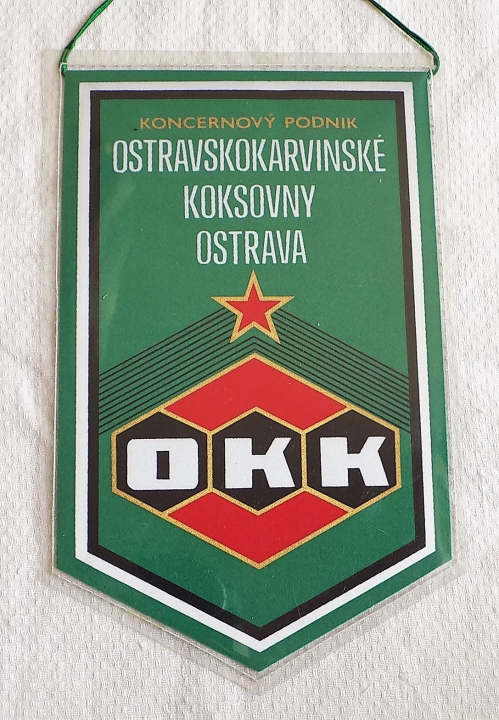 KONCERNOVÝ PODNIK
OSTRAVSKOKARVINSKÉ
KOKSOVNY
OSTRAVA
OKK